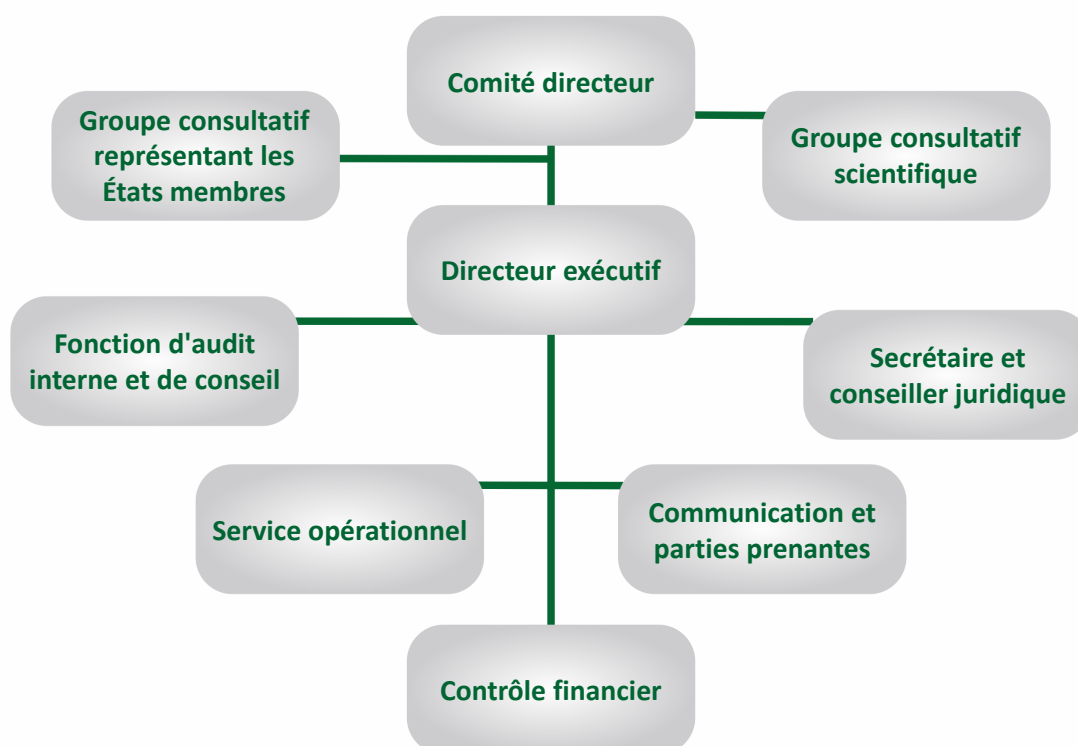 Comité directeur
Groupe consultatif
représentant les
États membres
Groupe consultatif
scientifique
Directeur exécutif
Fonction d'audit
interne et de conseil
Secrétaire et
conseiller juridique
Service opérationnel
Communication et
parties prenantes
Contrôle financier